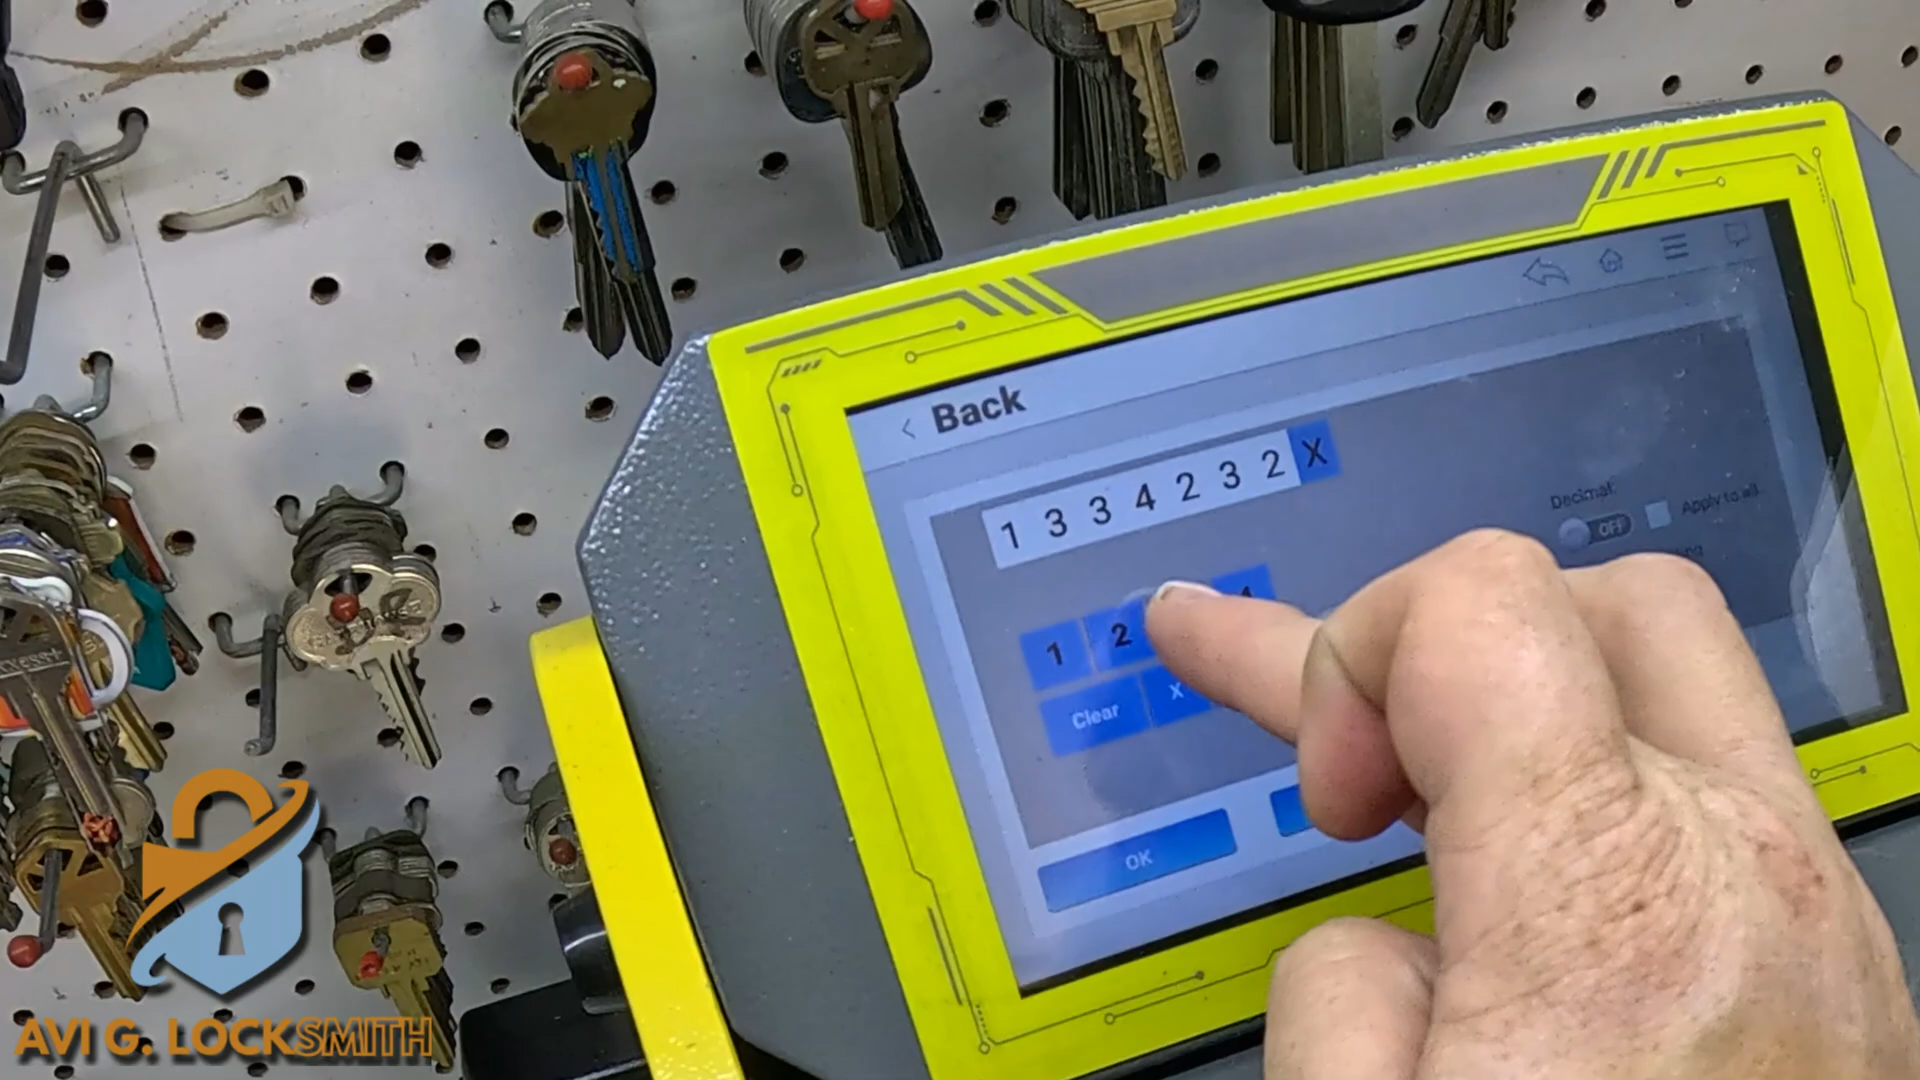 < Back
1 3 3 4 2 3 2 X
Decimal:
OFF
Apply to all
1 2 4
Clear X
OK
AVI G. LOCKSMITH